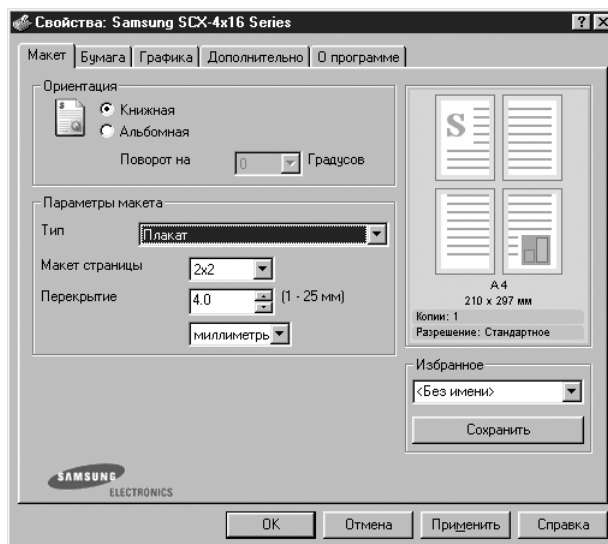 Свойства: Samsung SCX-4x16 Series
Макет Бумага Графика Дополнительно О программе
Ориентация
Книжная
Альбомная
Поворот на 0 Градусов
Параметры макета
Тип Плакат
Макет страницы 2x2
Перекрытие 4.0 (1 - 25 мм)
миллиметрь
S
A4
210 x 297 мм
Копии: 1
Разрешение: Стандартное
Избранное
<Без имени>
Сохранить
SAMSUNG
ELECTRONICS
OK Отмена Применить Справка